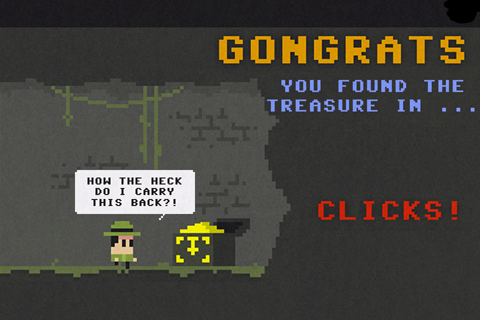 GONGRATS
YOU FOUND THE
TREASURE IN ...
HOW THE HECK
DO I CARRY
THIS BACK?!
CLICKS!